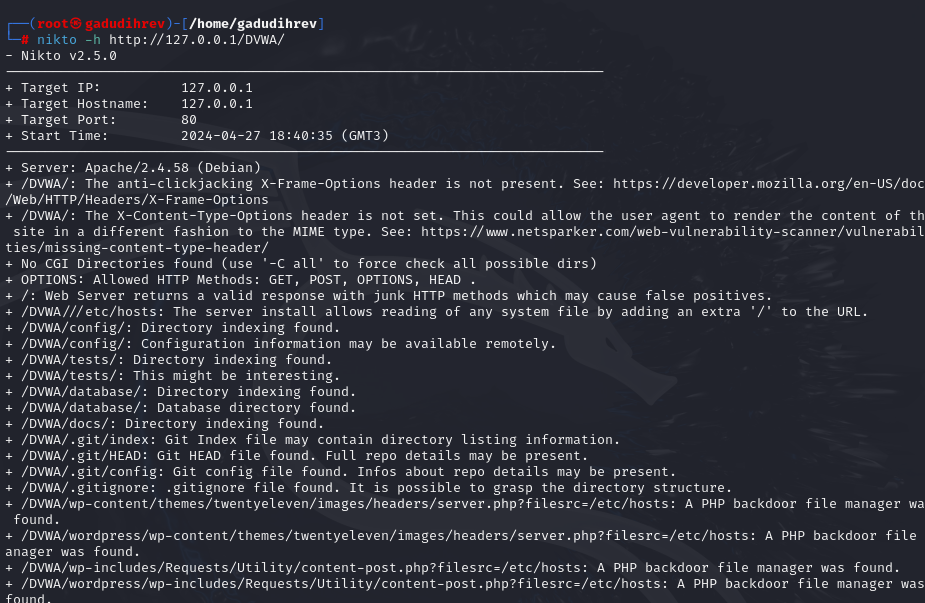 ┌──(root㉿gadudihrev)-[/home/gadudihrev]
└─# nikto -h http://127.0.0.1/DVWA/
- Nikto v2.5.0
---------------------------------------------------------------------------
+ Target IP:          127.0.0.1
+ Target Hostname:    127.0.0.1
+ Target Port:        80
+ Start Time:         2024-04-27 18:40:35 (GMT3)
---------------------------------------------------------------------------
+ Server: Apache/2.4.58 (Debian)
+ /DVWA/: The anti-clickjacking X-Frame-Options header is not present. See: https://developer.mozilla.org/en-US/doc
/Web/HTTP/Headers/X-Frame-Options
+ /DVWA/: The X-Content-Type-Options header is not set. This could allow the user agent to render the content of th
 site in a different fashion to the MIME type. See: https://www.netsparker.com/web-vulnerability-scanner/vulnerabil
ties/missing-content-type-header/
+ No CGI Directories found (use '-C all' to force check all possible dirs)
+ OPTIONS: Allowed HTTP Methods: GET, POST, OPTIONS, HEAD .
+ /: Web Server returns a valid response with junk HTTP methods which may cause false positives.
+ /DVWA///etc/hosts: The server install allows reading of any system file by adding an extra '/' to the URL.
+ /DVWA/config/: Directory indexing found.
+ /DVWA/config/: Configuration information may be available remotely.
+ /DVWA/tests/: Directory indexing found.
+ /DVWA/tests/: This might be interesting.
+ /DVWA/database/: Directory indexing found.
+ /DVWA/database/: Database directory found.
+ /DVWA/docs/: Directory indexing found.
+ /DVWA/.git/index: Git Index file may contain directory listing information.
+ /DVWA/.git/HEAD: Git HEAD file found. Full repo details may be present.
+ /DVWA/.git/config: Git config file found. Infos about repo details may be present.
+ /DVWA/.gitignore: .gitignore file found. It is possible to grasp the directory structure.
+ /DVWA/wp-content/themes/twentyeleven/images/headers/server.php?filesrc=/etc/hosts: A PHP backdoor file manager wa
 found.
+ /DVWA/wordpress/wp-content/themes/twentyeleven/images/headers/server.php?filesrc=/etc/hosts: A PHP backdoor file
anager was found.
+ /DVWA/wp-includes/Requests/Utility/content-post.php?filesrc=/etc/hosts: A PHP backdoor file manager was found.
+ /DVWA/wordpress/wp-includes/Requests/Utility/content-post.php?filesrc=/etc/hosts: A PHP backdoor file manager was
found.